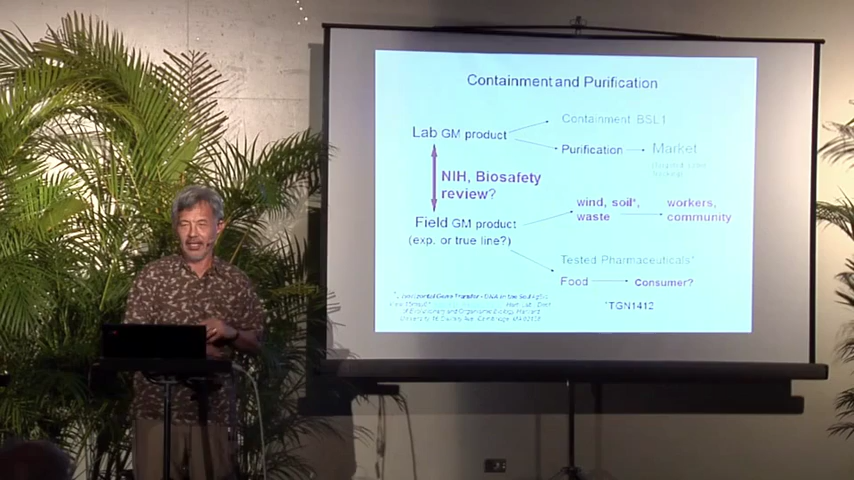 Containment and Purification
Containment BSL1
Lab GM product
Purification
Market
NIH, Biosafety
review?
wind, soil*,
waste
workers,
community
Field GM product
(exp. or true line?)
Tested Pharmaceuticals*
Food
Consumer?
*TGN1412